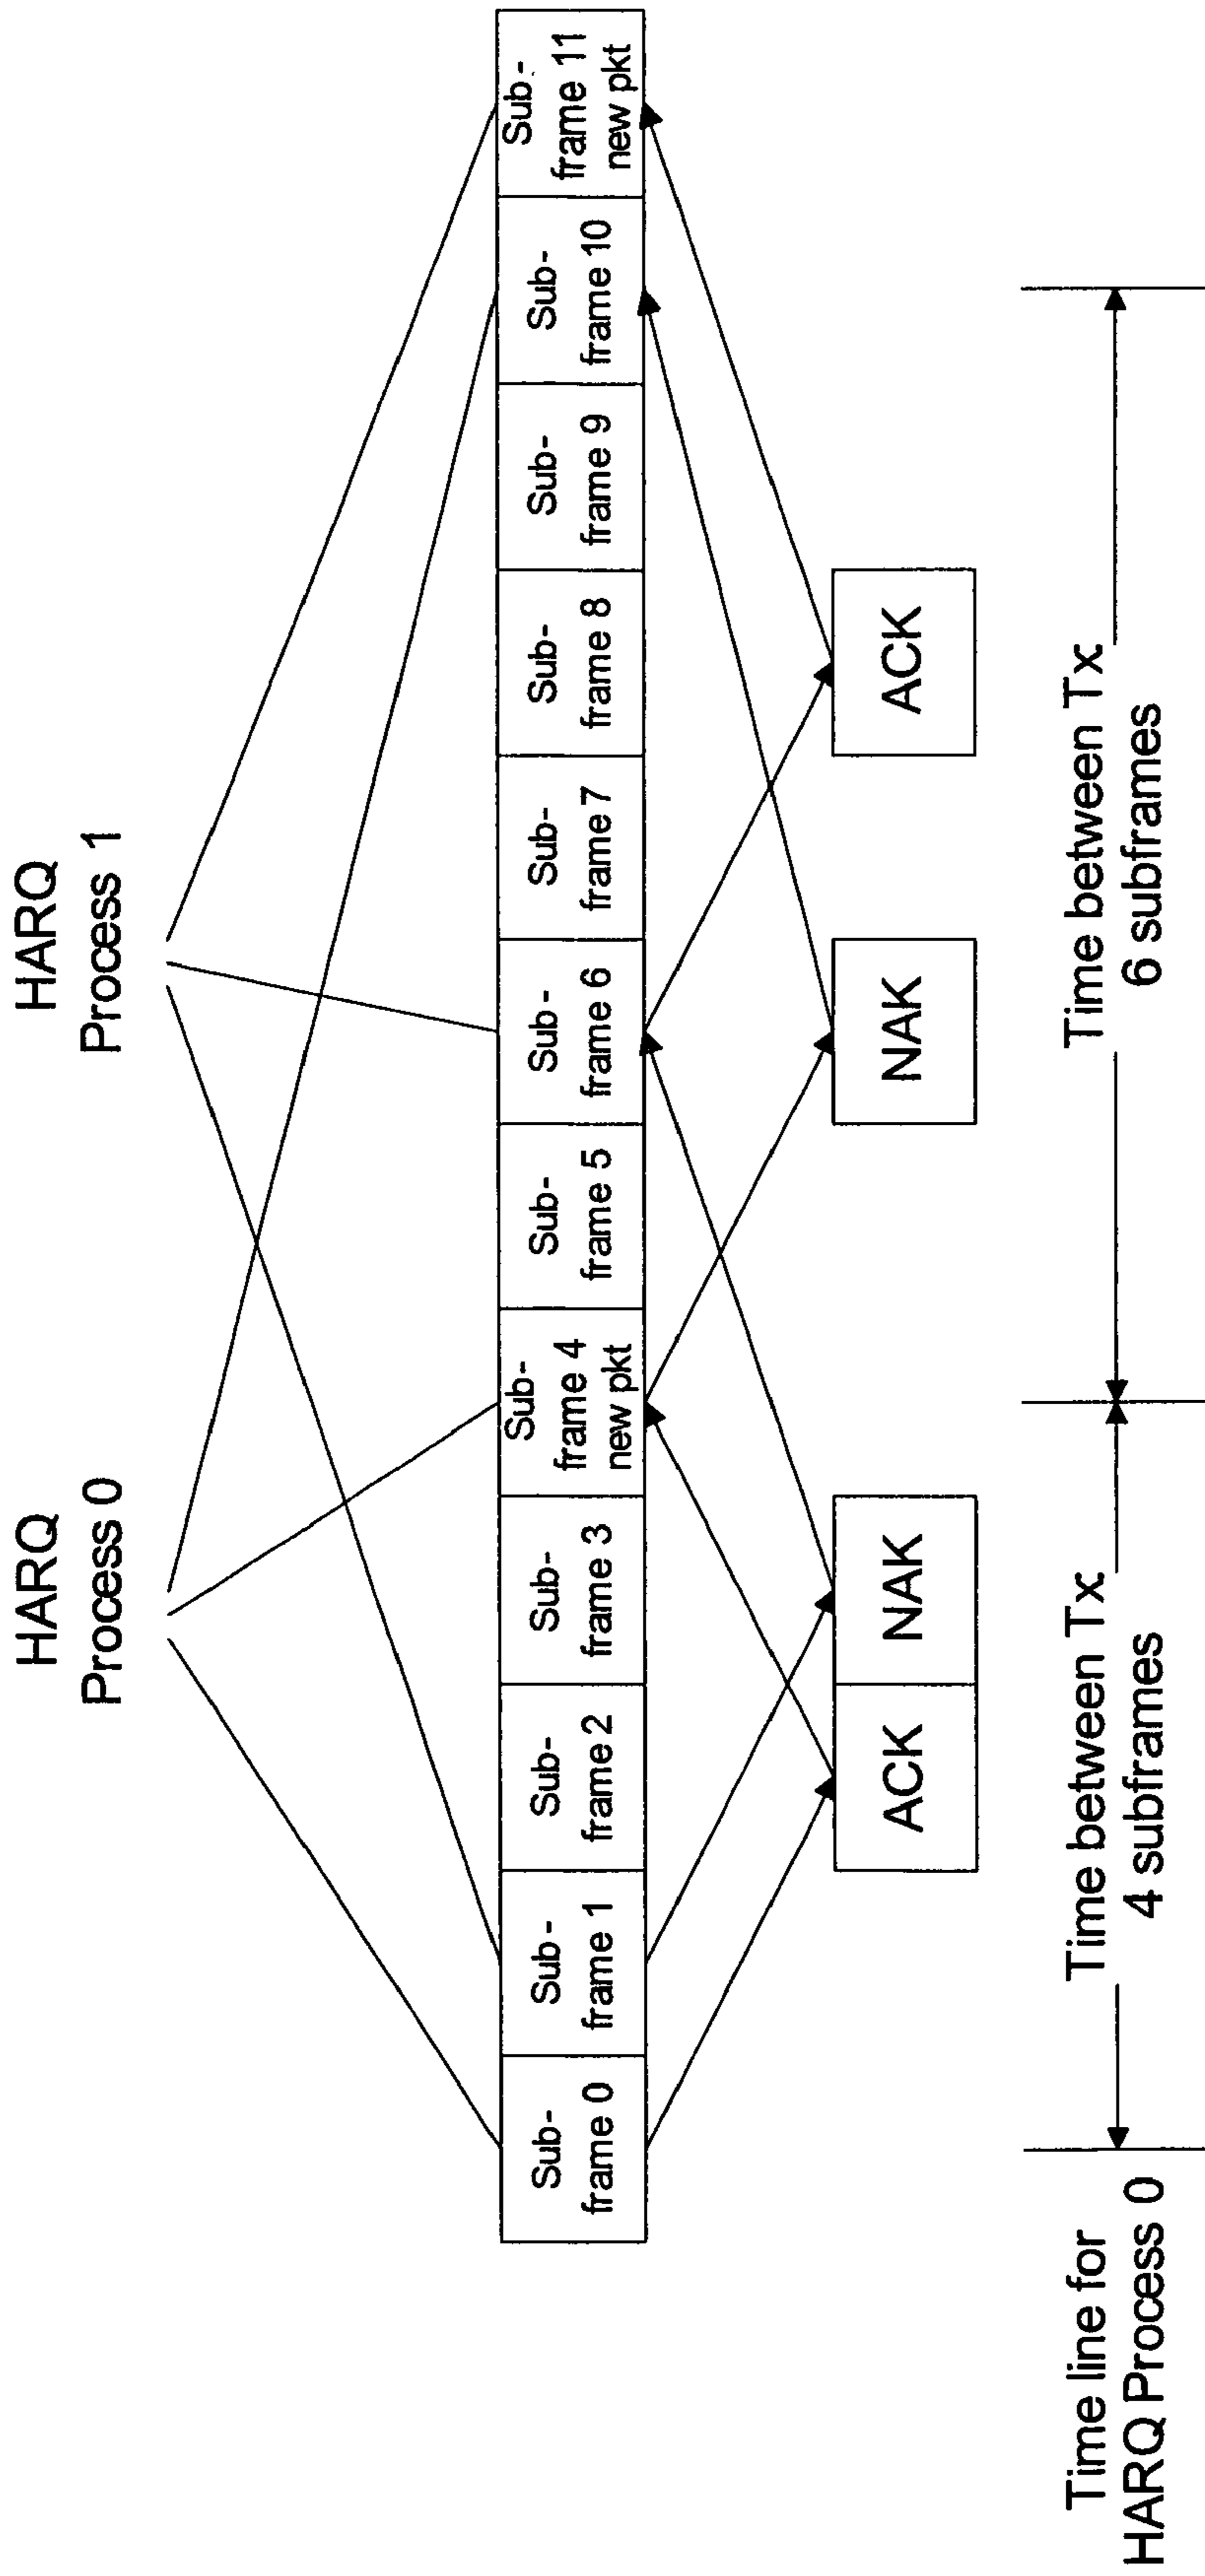 HARQ
Process 0
HARQ
Process 1
Sub-
frame 0
Sub-
frame 1
Sub-
frame 2
Sub-
frame 3
Sub-
frame 4
new pkt
Sub-
frame 5
Sub-
frame 6
Sub-
frame 7
Sub-
frame 8
Sub-
frame 9
Sub-
frame 10
Sub-
frame 11
new pkt
ACK
NAK
NAK
ACK
Time line for
HARQ Process 0
Time between Tx
4 subframes
Time between Tx
6 subframes